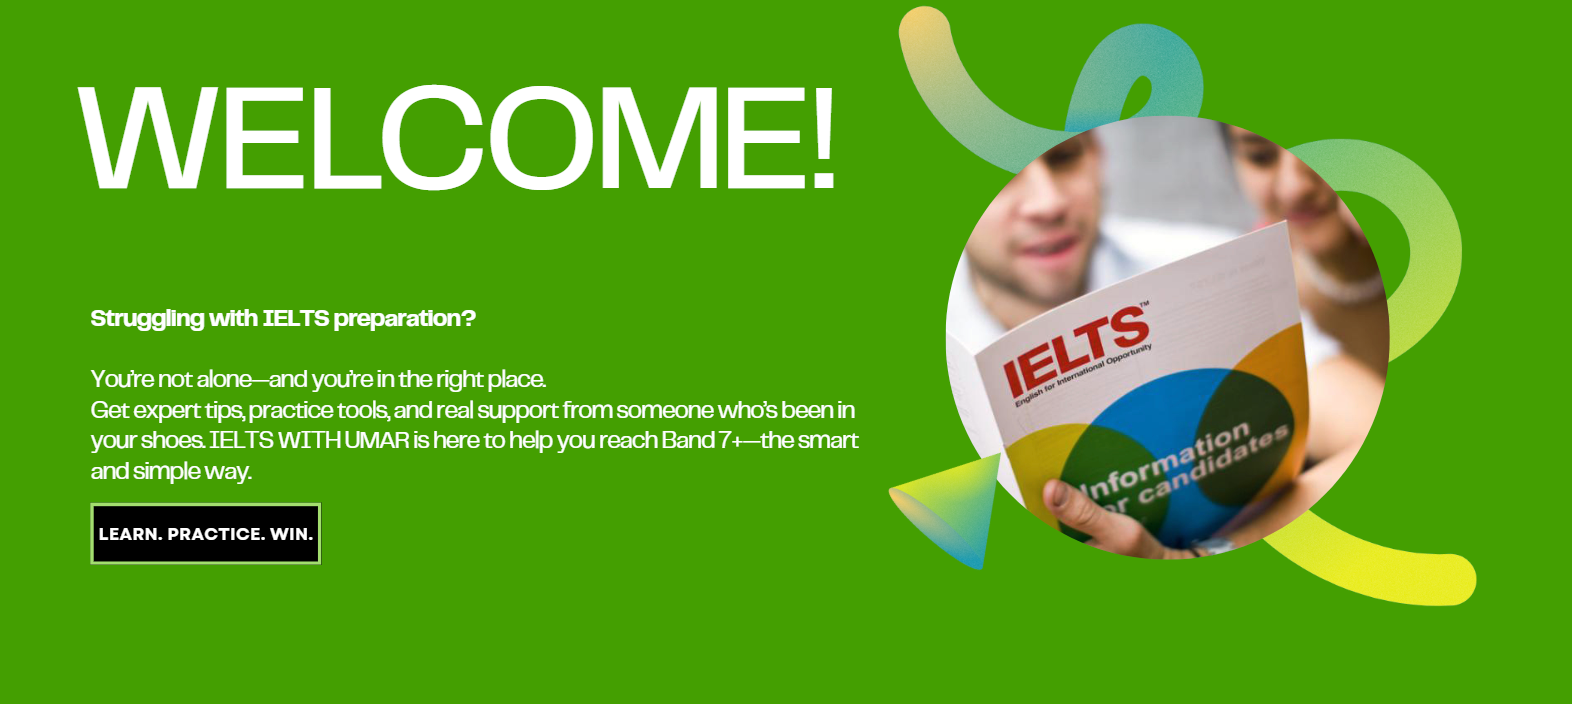 WELCOME!
Struggling with IELTS preparation?
You're not alone—and you're in the right place.
Get expert tips, practice tools, and real support from someone who's been in
your shoes. IELTS WITH UMAR is here to help you reach Band 7+—the smart
and simple way.
LEARN. PRACTICE. WIN.
IELTS™
English for International Opportunity
Information
for candidates